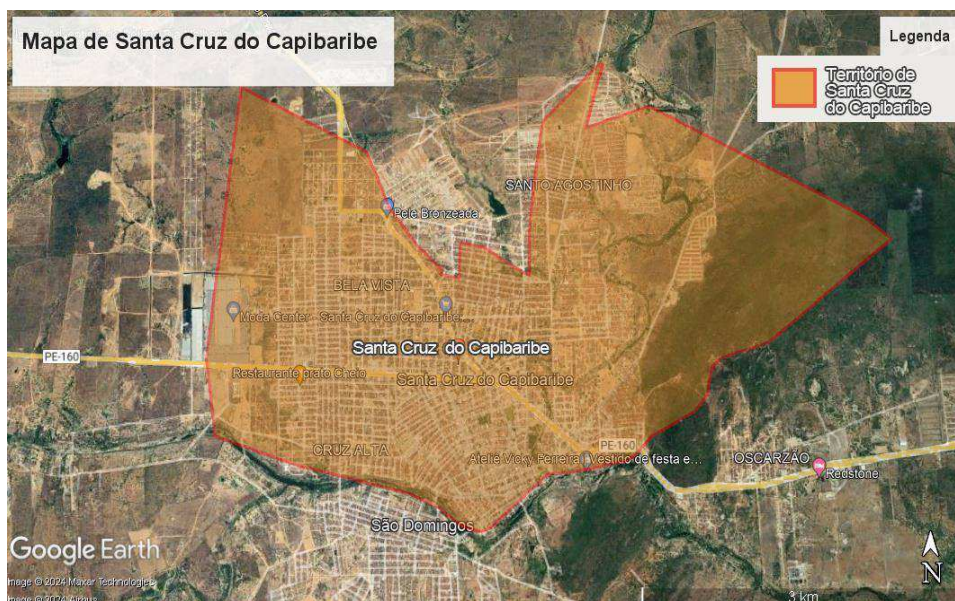 Mapa de Santa Cruz do Capibaribe
Legenda
Território de
Santa Cruz
do Capibaribe
SANTO AGOSTINHO
Pele Bronzeada
BELA VISTA
Moda Center - Santa Cruz do Capibaribe...
Santa Cruz do Capibaribe
PE-160
Restaurante prato Cheio
Santa Cruz do Capibaribe
CRUZ ALTA
PE-160
Ateliê Vicky Ferreira | Vestido de festa e...
OSCARZÃO
Redstone
São Domingos
Google Earth
N
Image © 2024 Maxar Technologies
Image © 2024 Airbus
3 km